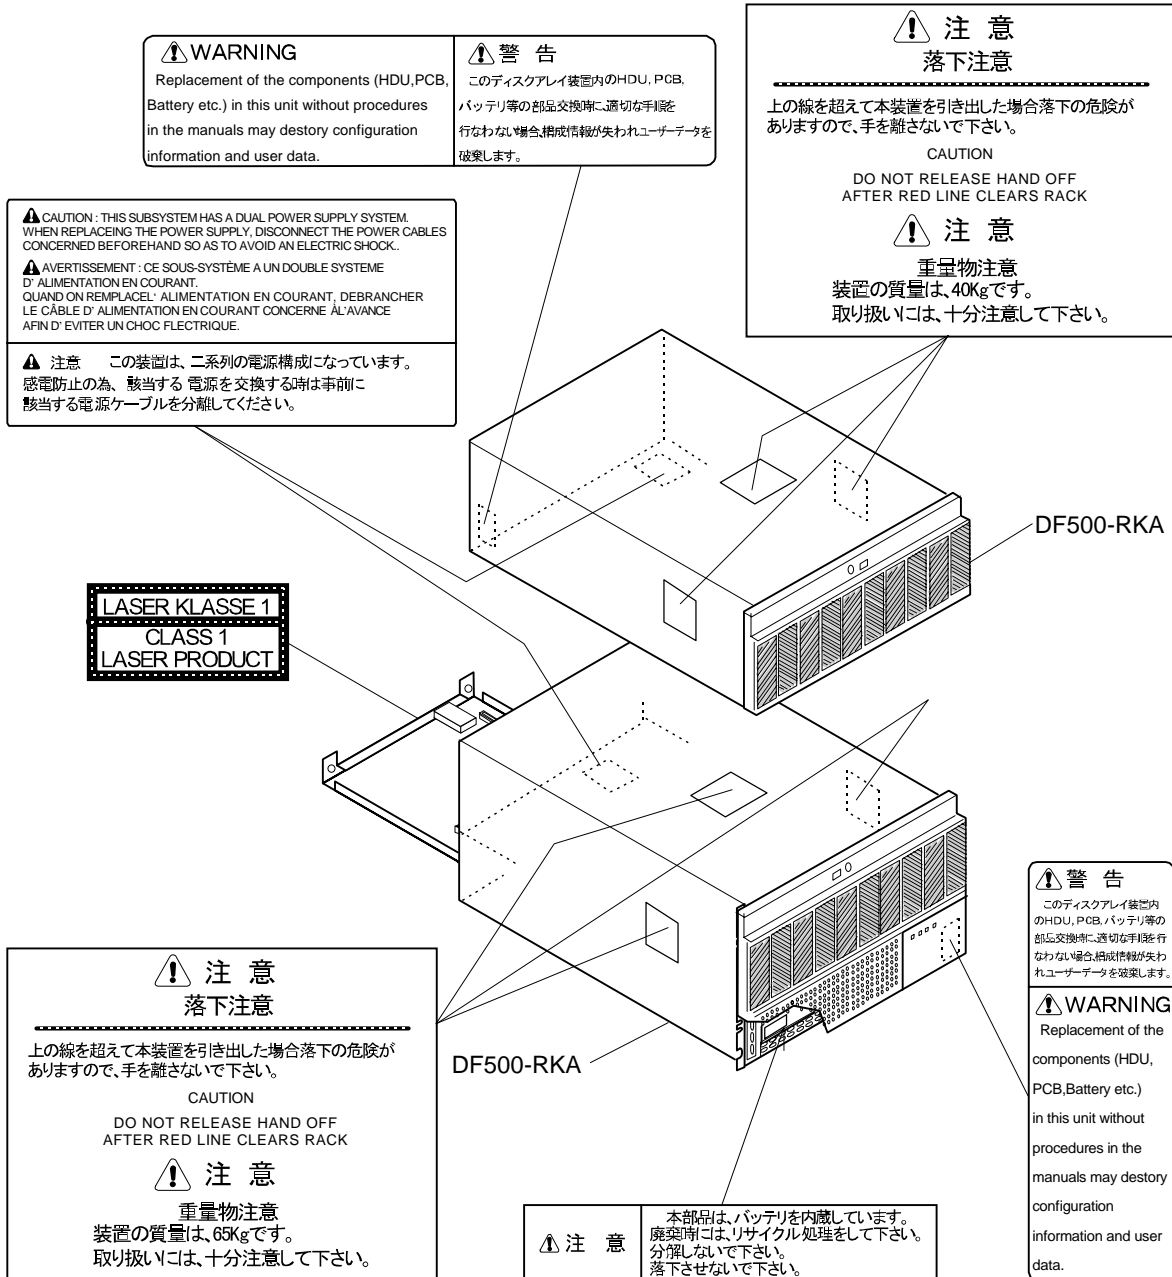 WARNING
Replacement of the components (HDU,PCB,
Battery etc.) in this unit without procedures
in the manuals may destory configuration
information and user data.
警 告
このディスクアレイ装置内のHDU, PCB,
バッテリ等の部品交換時に、適切な手順を
行なわない場合、構成情報が失われユーザーデータを
破棄します。
注 意
落下注意
上の線を超えて本装置を引き出した場合落下の危険が
ありますので、手を離さないで下さい。
CAUTION
DO NOT RELEASE HAND OFF
AFTER RED LINE CLEARS RACK
注 意
重量物注意
装置の質量は、40Kgです。
取り扱いには、十分注意して下さい。
CAUTION : THIS SUBSYSTEM HAS A DUAL POWER SUPPLY SYSTEM.
WHEN REPLACEING THE POWER SUPPLY, DISCONNECT THE POWER CABLES
CONCERNED BEFOREHAND SO AS TO AVOID AN ELECTRIC SHOCK..
AVERTISSEMENT : CE SOUS-SYSTÈME A UN DOUBLE SYSTEME
D' ALIMENTATION EN COURANT.
QUAND ON REMPLACEL' ALIMENTATION EN COURANT, DEBRANCHER
LE CÂBLE D' ALIMENTATION EN COURANT CONCERNE ÀL'AVANCE
AFIN D' EVITER UN CHOC FLECTRIQUE.
注意 この装置は、二系列の電源構成になっています。
感電防止の為、該当する 電源を交換する時は事前に
該当する電源ケーブルを分離してください。
DF500-RKA
LASER KLASSE 1
CLASS 1
LASER PRODUCT
DF500-RKA
注 意
落下注意
上の線を超えて本装置を引き出した場合落下の危険が
ありますので、手を離さないで下さい。
CAUTION
DO NOT RELEASE HAND OFF
AFTER RED LINE CLEARS RACK
注 意
重量物注意
装置の質量は、65Kgです。
取り扱いには、十分注意して下さい。
注 意
本部品は、バッテリを内蔵しています。
廃棄時には、リサイクル処理をして下さい。
分解しないで下さい。
落下させないで下さい。
警 告
このディスクアレイ装置内
のHDU, PCB, バッテリ等の
部品交換時に、適切な手順を行
なわない場合、構成情報が失わ
れユーザーデータを破棄します。
WARNING
Replacement of the
components (HDU,
PCB,Battery etc.)
in this unit without
procedures in the
manuals may destory
configuration
information and user
data.